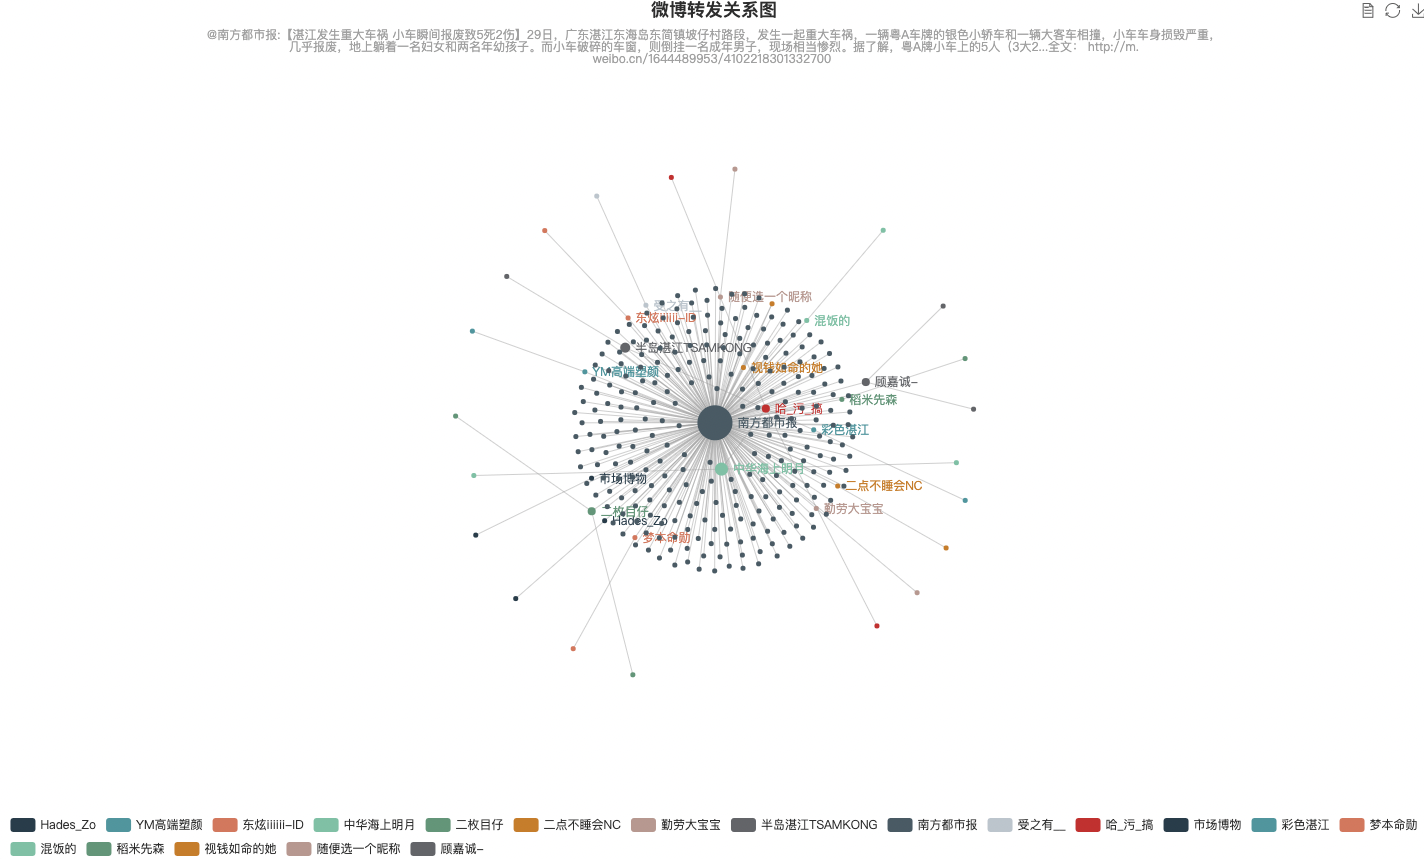 微博转发关系图
@南方都市报:【湛江发生重大车祸 小车瞬间报废致5死2伤】29日，广东湛江东海岛东简镇坡仔村路段，发生一起重大车祸，一辆粤A车牌的银色小轿车和一辆大客车相撞，小车车身损毁严重，
几乎报废，地上躺着一名妇女和两名年幼孩子。而小车破碎的车窗，则倒挂一名成年男子，现场相当惨烈。据了解，粤A牌小车上的5人（3大2...全文： http://m.
weibo.cn/1644489953/4102218301332700
随便选一个昵称
受之有__
东炫iiiiii-ID
混饭的
半岛湛江TSAMKONG
YM高端塑颜
视钱如命的她
顾嘉诚-
稻米先森
哈_污_搞
南方都市报
彩色湛江
中华海上明月
市场博物
二点不睡会NC
二枚目仔
勤劳大宝宝
Hades_Zo
梦本命勋
Hades_Zo YM高端塑颜 东炫iiiiii-ID 中华海上明月 二枚目仔 二点不睡会NC 勤劳大宝宝 半岛湛江TSAMKONG 南方都市报 受之有__ 哈_污_搞 市场博物 彩色湛江 梦本命勋
混饭的 稻米先森 视钱如命的她 随便选一个昵称 顾嘉诚-